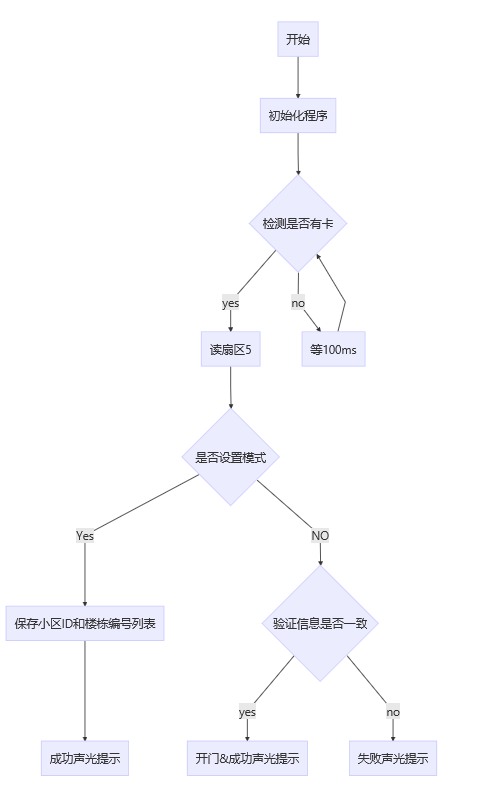 开始
初始化程序
检测是否有卡
yes
no
读扇区5
等100ms
是否设置模式
Yes
NO
保存小区ID和楼栋编号列表
验证信息是否一致
yes
no
成功声光提示
开门&成功声光提示
失败声光提示